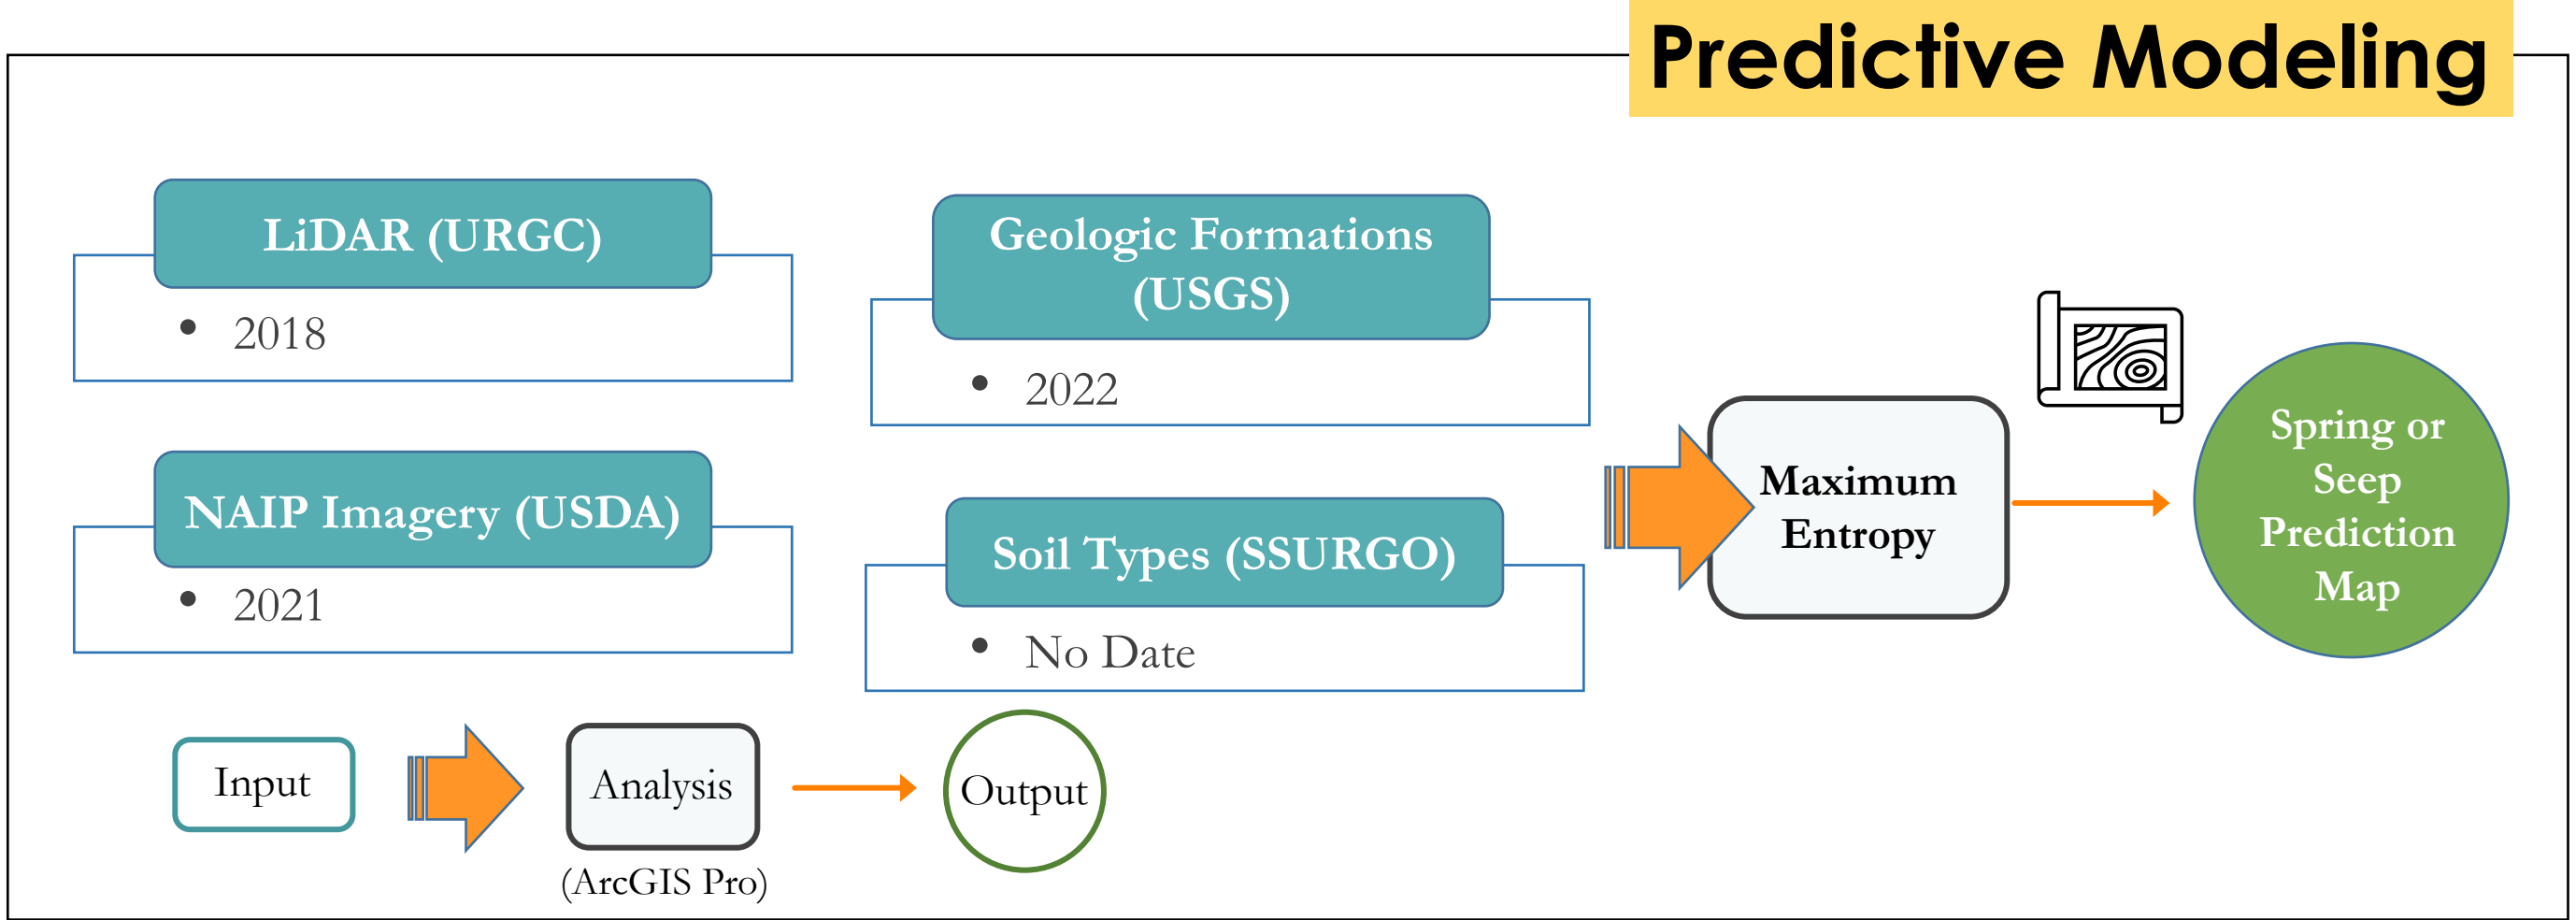 Predictive Modeling
LiDAR (URGC)
• 2018
NAIP Imagery (USDA)
• 2021
Geologic Formations
(USGS)
• 2022
Soil Types (SSURGO)
• No Date
Maximum
Entropy
Spring or
Seep
Prediction
Map
Input
Analysis
(ArcGIS Pro)
Output